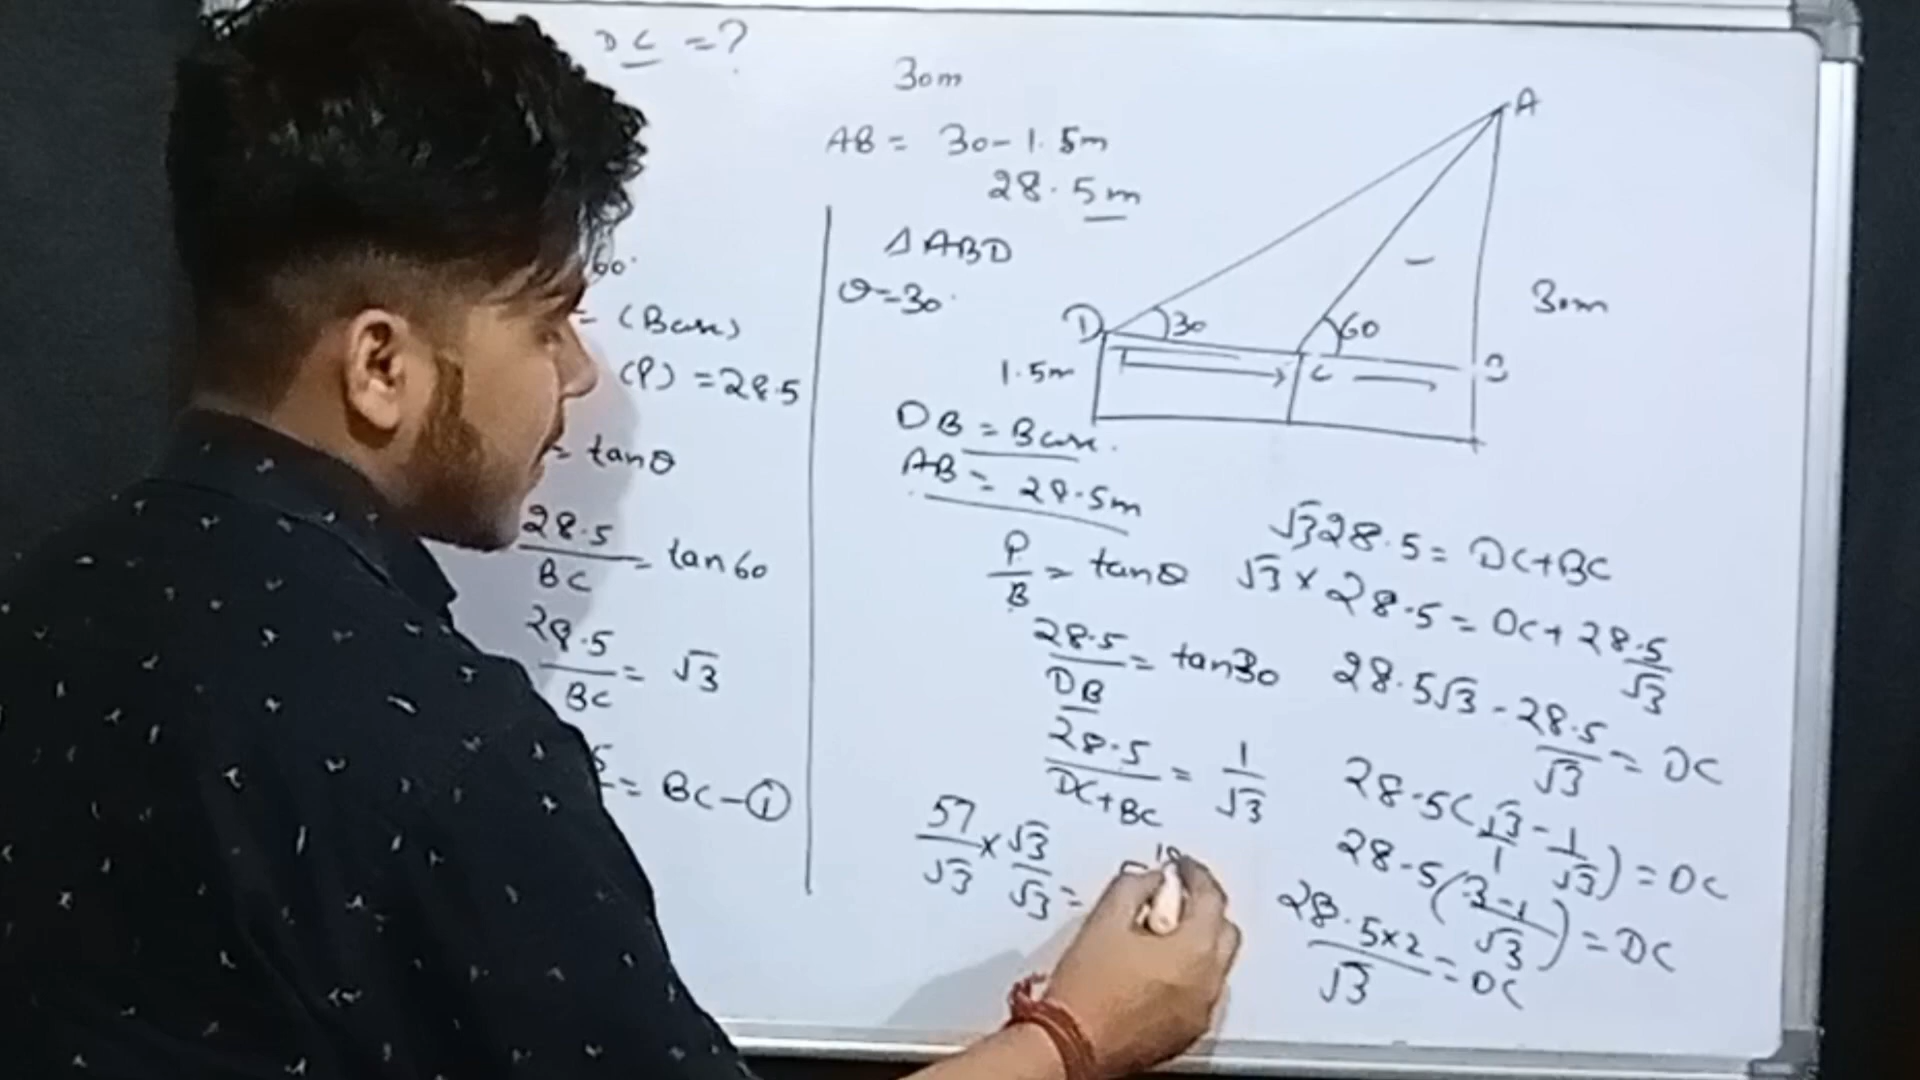 DC = ?
30m
AB = 30 - 1.5m
28.5m
60°
= (Base)
(P) = 28.5
= tanθ
28.5/BC = tan60
28.5/BC = √3
= BC - ①
△ABD
θ = 30°
DB = Base.
AB = 28.5m
P/B = tanθ
28.5/DB = tan30
28.5/DC+BC = 1/√3
57/√3 × √3/√3 =
A
D
30
60
30m
1.5m
C
B
√3 28.5 = DC+BC
√3 × 28.5 = DC + 28.5/√3
28.5√3 - 28.5/√3 = DC
28.5(√3/1 - 1/√3) = DC
28.5(3-1/√3) = DC
28.5×2/√3 = DC